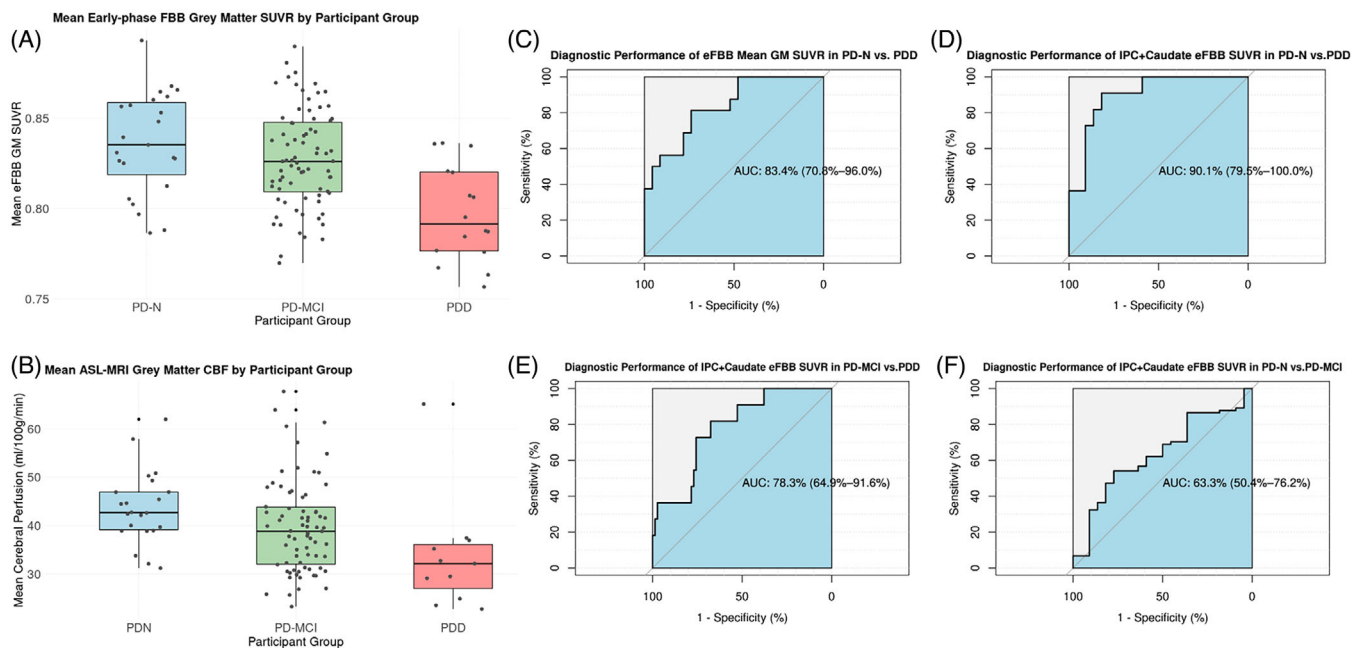 (A)
Mean Early-phase FBB Grey Matter SUVR by Participant Group
Mean eFBB GM SUVR
0.85
0.80
0.75
PD-N
PD-MCI
PDD
Participant Group
(B)
Mean ASL-MRI Grey Matter CBF by Participant Group
Mean Cerebral Perfusion (ml/100g/min)
60
50
40
30
PDN
PD-MCI
PDD
Participant Group
(C)
Diagnostic Performance of eFBB Mean GM SUVR in PD-N vs. PDD
Sensitivity (%)
100
80
60
40
20
0
AUC: 83.4% (70.8%–96.0%)
100
50
0
1 - Specificity (%)
(D)
Diagnostic Performance of IPC+Caudate eFBB SUVR in PD-N vs.PDD
Sensitivity (%)
100
80
60
40
20
0
AUC: 90.1% (79.5%–100.0%)
100
50
0
1 - Specificity (%)
(E)
Diagnostic Performance of IPC+Caudate eFBB SUVR in PD-MCI vs.PDD
Sensitivity (%)
100
80
60
40
20
0
AUC: 78.3% (64.9%–91.6%)
100
50
0
1 - Specificity (%)
(F)
Diagnostic Performance of IPC+Caudate eFBB SUVR in PD-N vs.PD-MCI
Sensitivity (%)
100
80
60
40
20
0
AUC: 63.3% (50.4%–76.2%)
100
50
0
1 - Specificity (%)